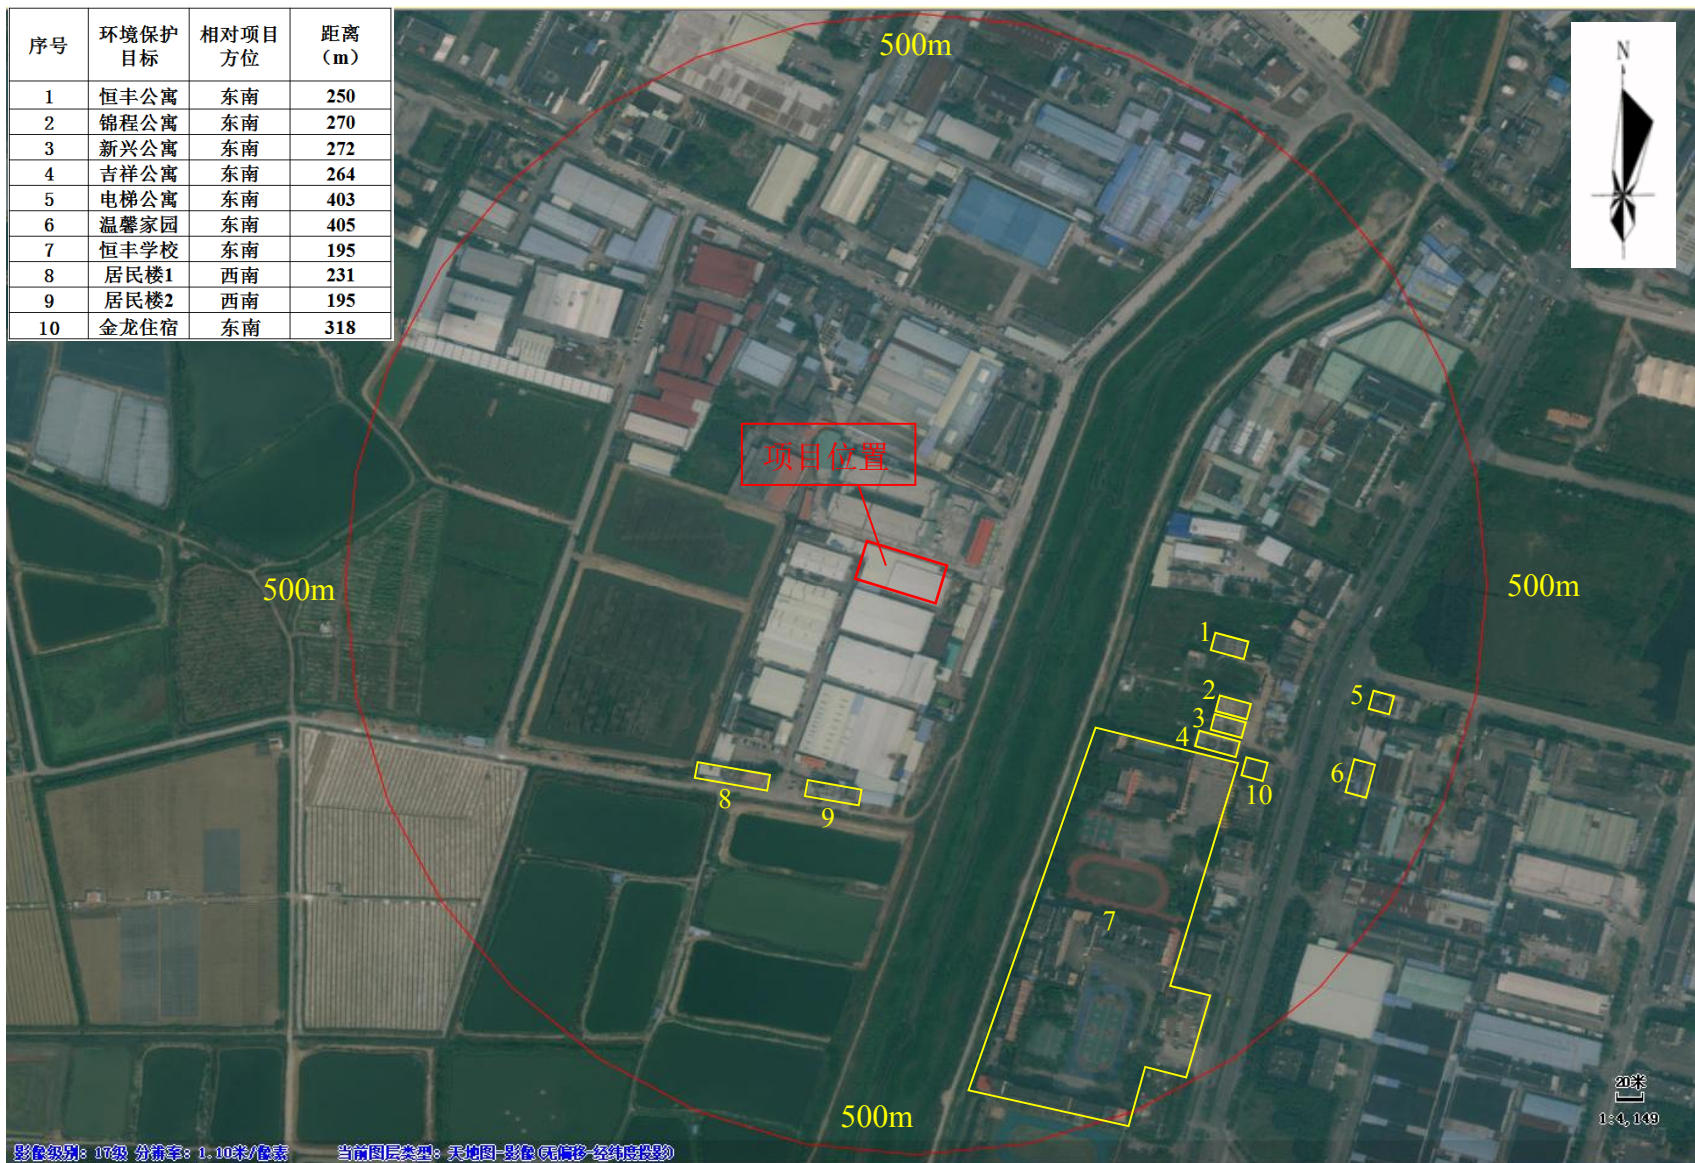 序号 环境保护目标 相对项目方位 距离（m）
1 恒丰公寓 东南 250
2 锦程公寓 东南 270
3 新兴公寓 东南 272
4 吉祥公寓 东南 264
5 电梯公寓 东南 403
6 温馨家园 东南 405
7 恒丰学校 东南 195
8 居民楼1 西南 231
9 居民楼2 西南 195
10 金龙住宿 东南 318
500m
N
项目位置
500m
500m
1
2
3
4
5
6
10
8
9
7
500m
20米
1:4,149
影像级别：17级 分辨率：1.10米/像素 当前图层类型：天地图-影像(无偏移-经纬度投影)